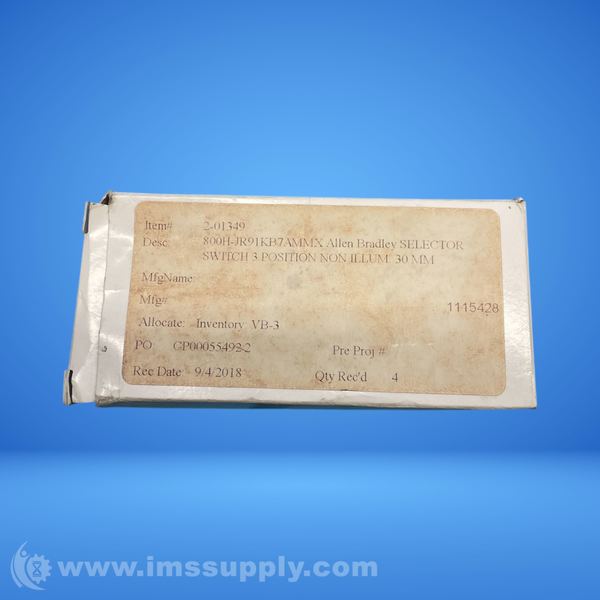 Item# 2-01349
Desc: 800H-JR91KB7AMMX Allen Bradley SELECTOR
SWITCH 3 POSITION NON ILLUM 30 MM
MfgName:
Mfg#
1115428
Allocate: Inventory VB-3
PO CP00055492-2 Pre Proj #
Rec Date 9/4/2018 Qty Rec'd 4
www.imssupply.com